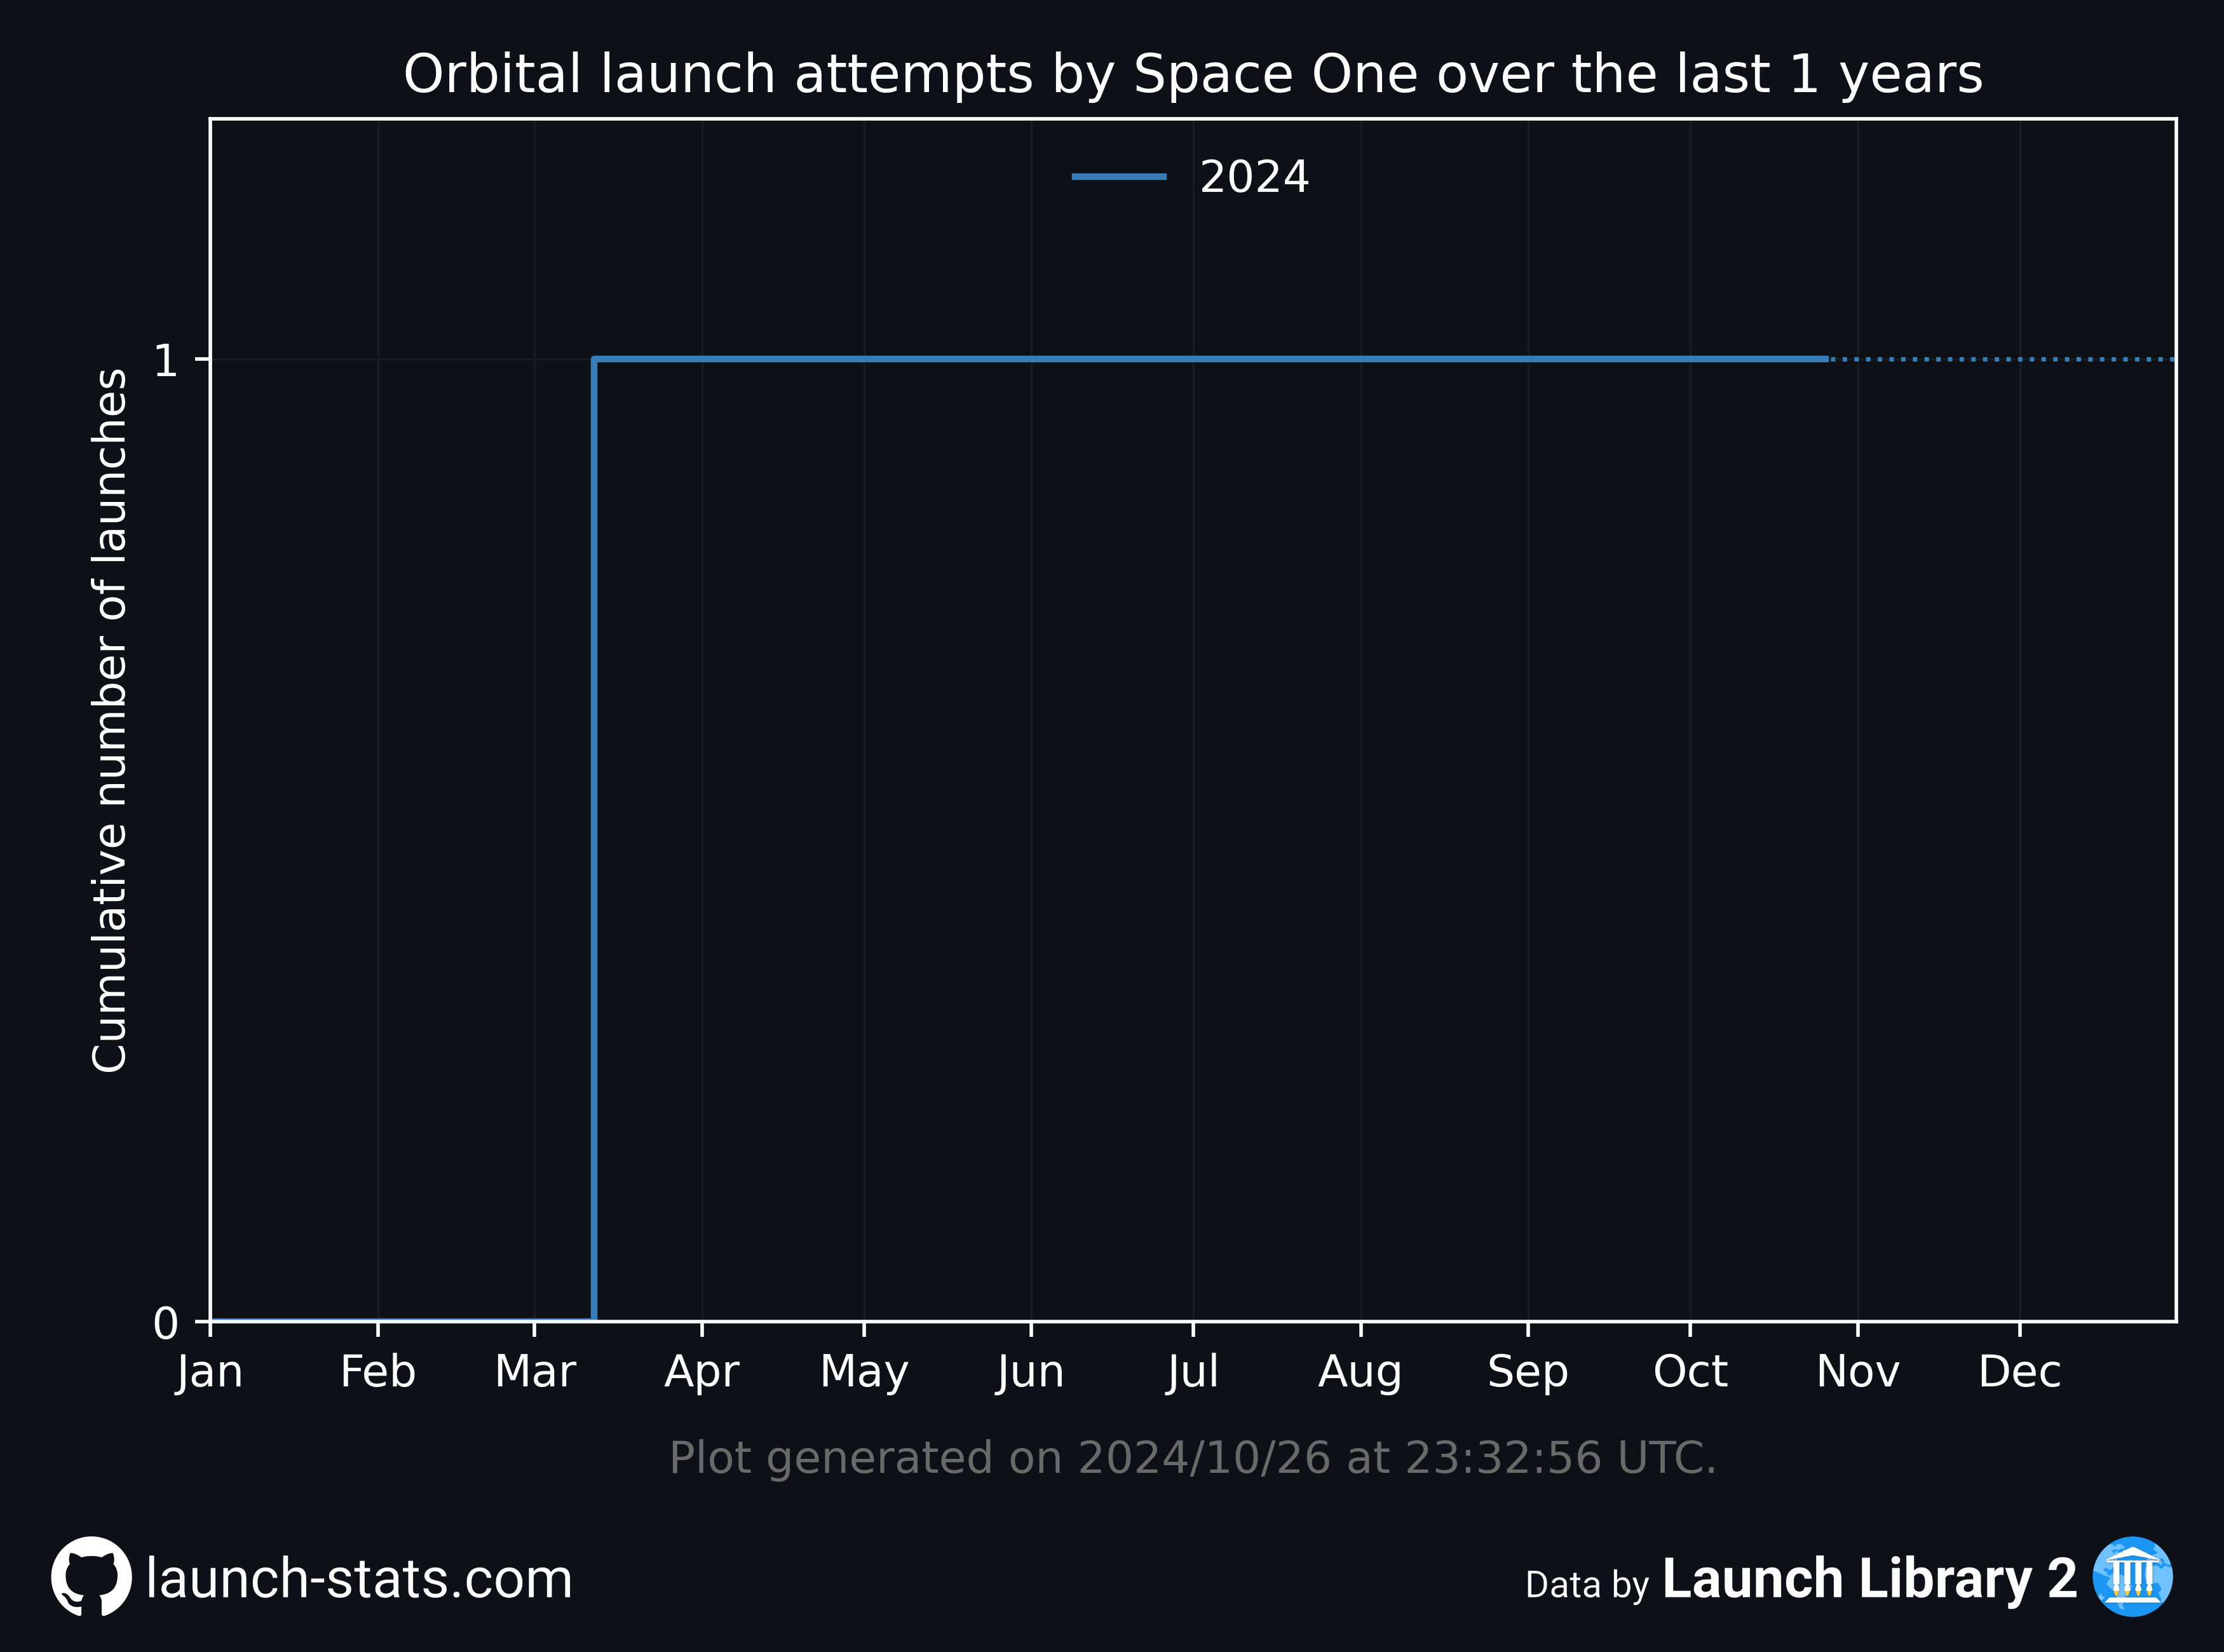 Orbital launch attempts by Space One over the last 1 years
2024
Cumulative number of launches
1
0
Jan Feb Mar Apr May Jun Jul Aug Sep Oct Nov Dec
Plot generated on 2024/10/26 at 23:32:56 UTC.
launch-stats.com
Data by Launch Library 2